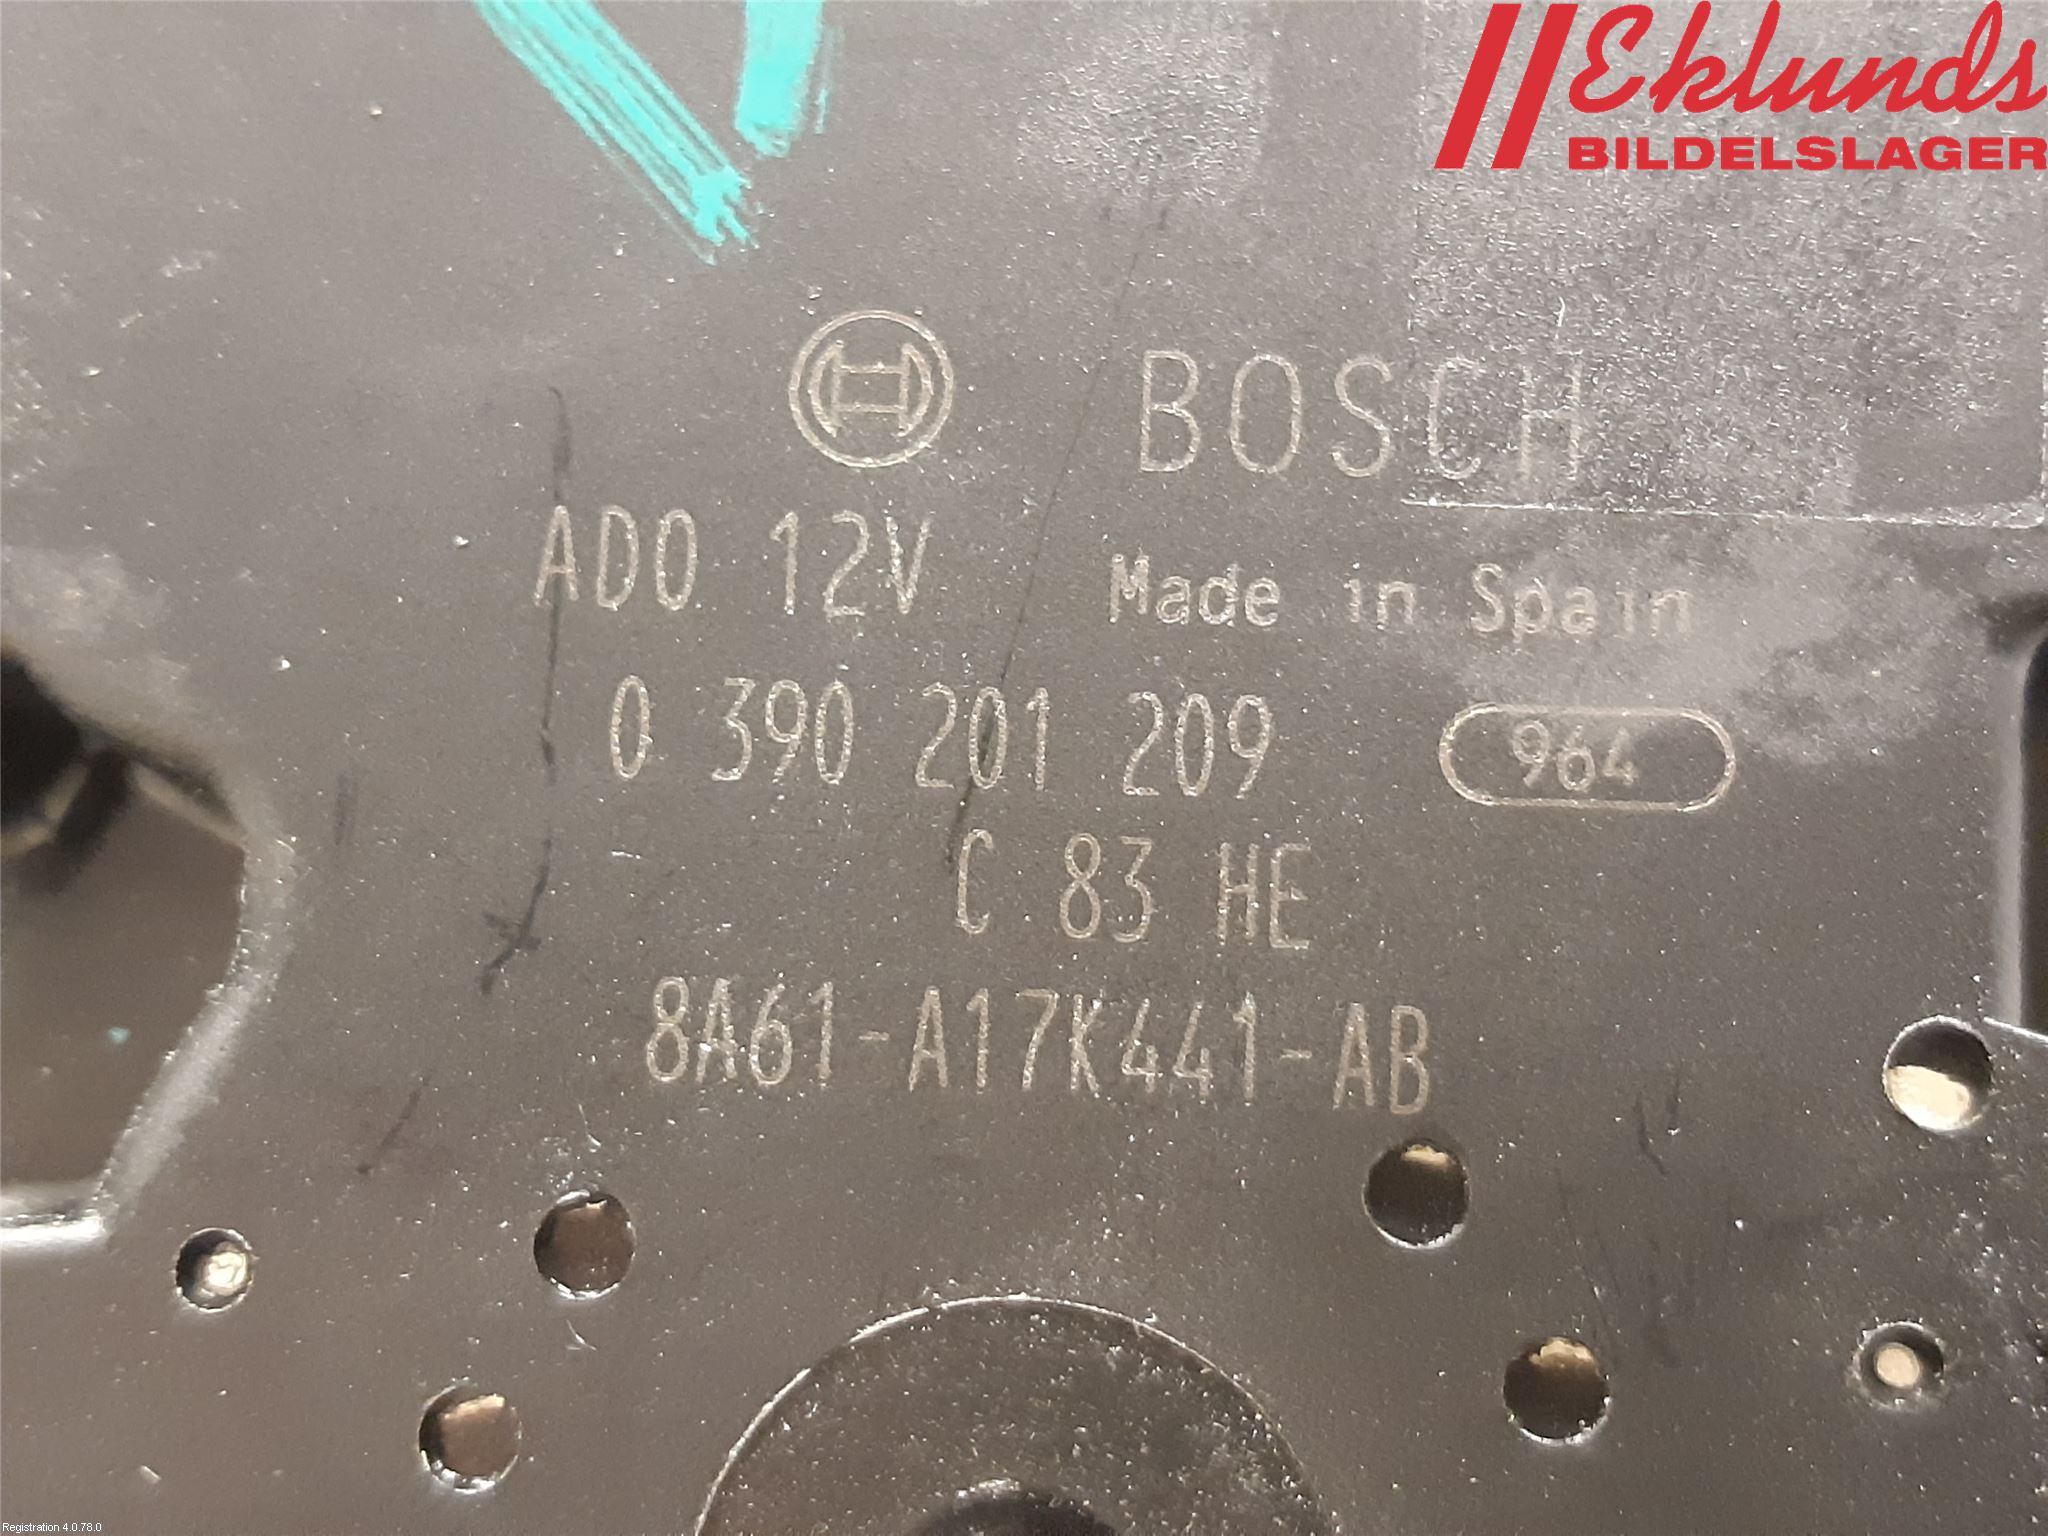 Eklunds
BILDELSLAGER
BOSCH
AD0 12V Made in Spain
0 390 201 209 964
C 83 HE
8A61-A17K441-AB
Registration 4.0.78.0